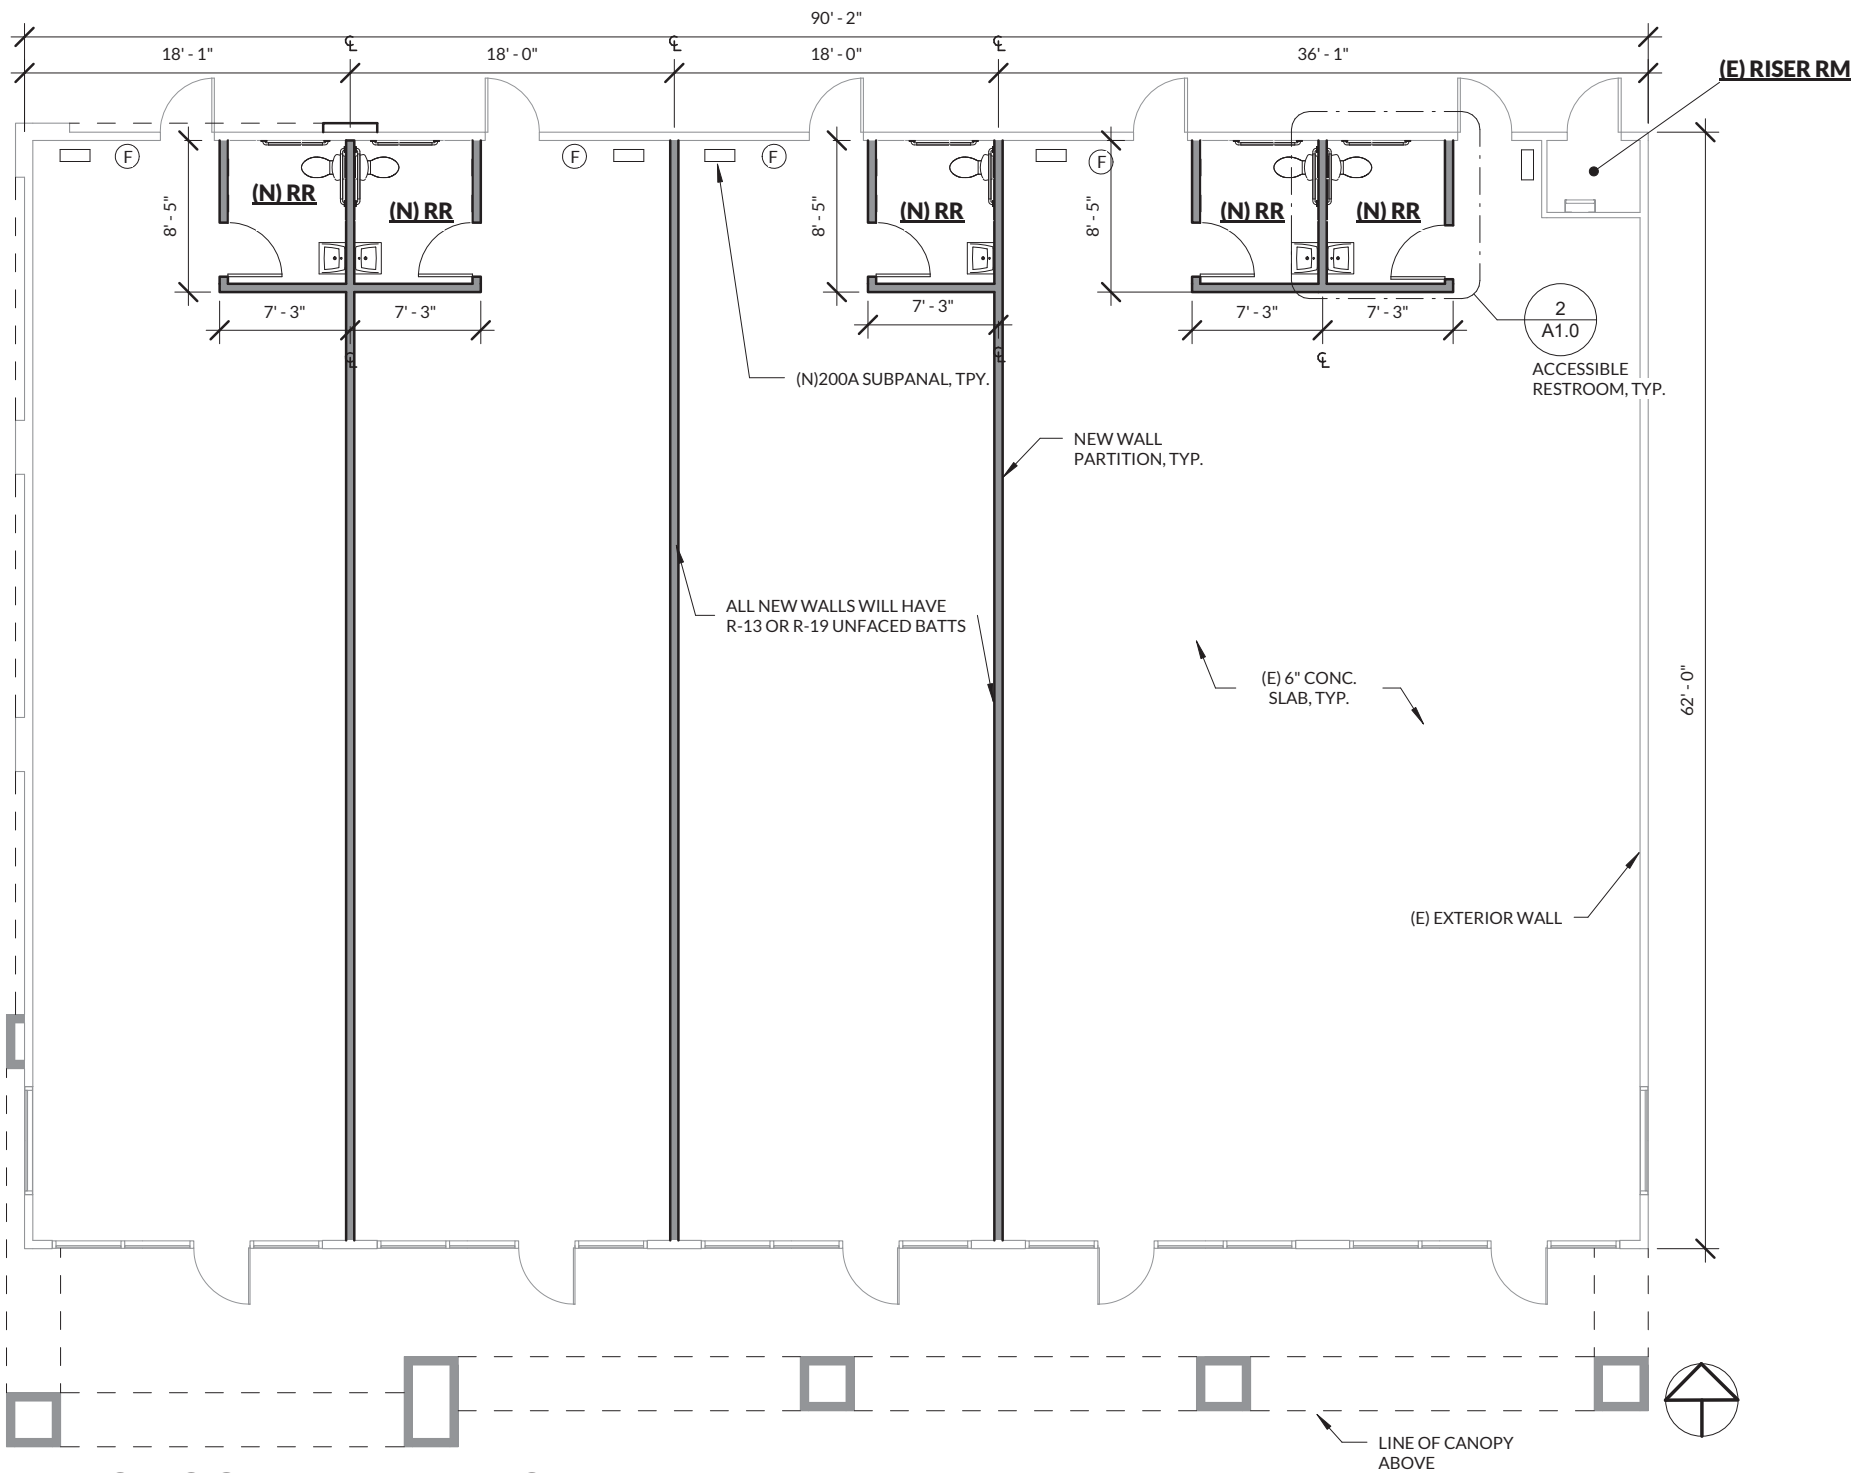 90' - 2"
18' - 1"
18' - 0"
18' - 0"
36' - 1"
(E) RISER RM
F
F
F
F
8' - 5"
(N) RR
(N) RR
8' - 5"
(N) RR
8' - 5"
(N) RR
(N) RR
7' - 3"
7' - 3"
7' - 3"
7' - 3"
7' - 3"
2
A1.0
ACCESSIBLE
RESTROOM, TYP.
(N)200A SUBPANAL, TPY.
NEW WALL
PARTITION, TYP.
ALL NEW WALLS WILL HAVE
R-13 OR R-19 UNFACED BATTS
(E) 6" CONC.
SLAB, TYP.
62' - 0"
(E) EXTERIOR WALL
LINE OF CANOPY
ABOVE